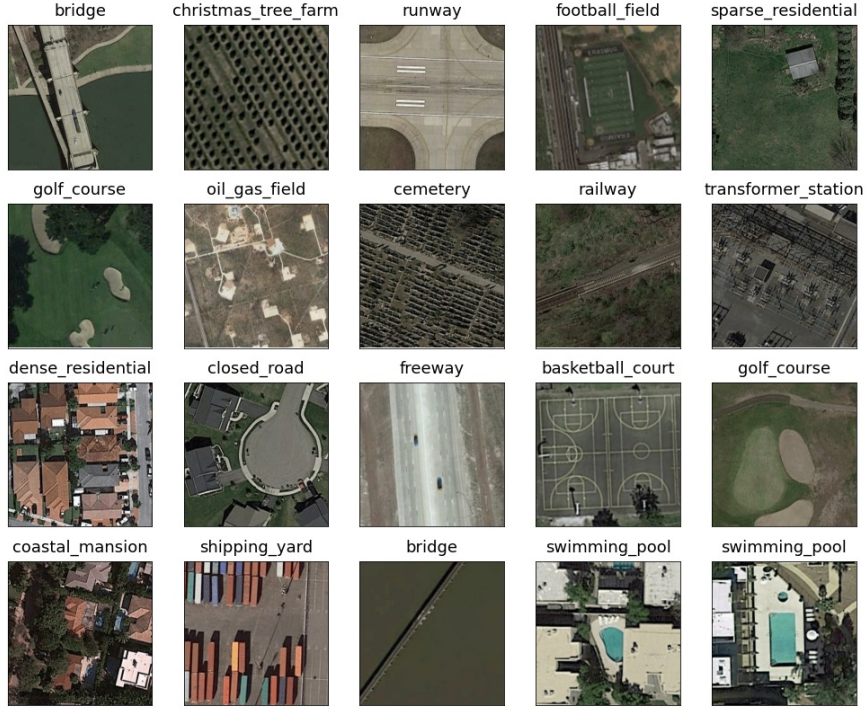 bridge christmas_tree_farm runway football_field sparse_residential
golf_course oil_gas_field cemetery railway transformer_station
dense_residential closed_road freeway basketball_court golf_course
coastal_mansion shipping_yard bridge swimming_pool swimming_pool